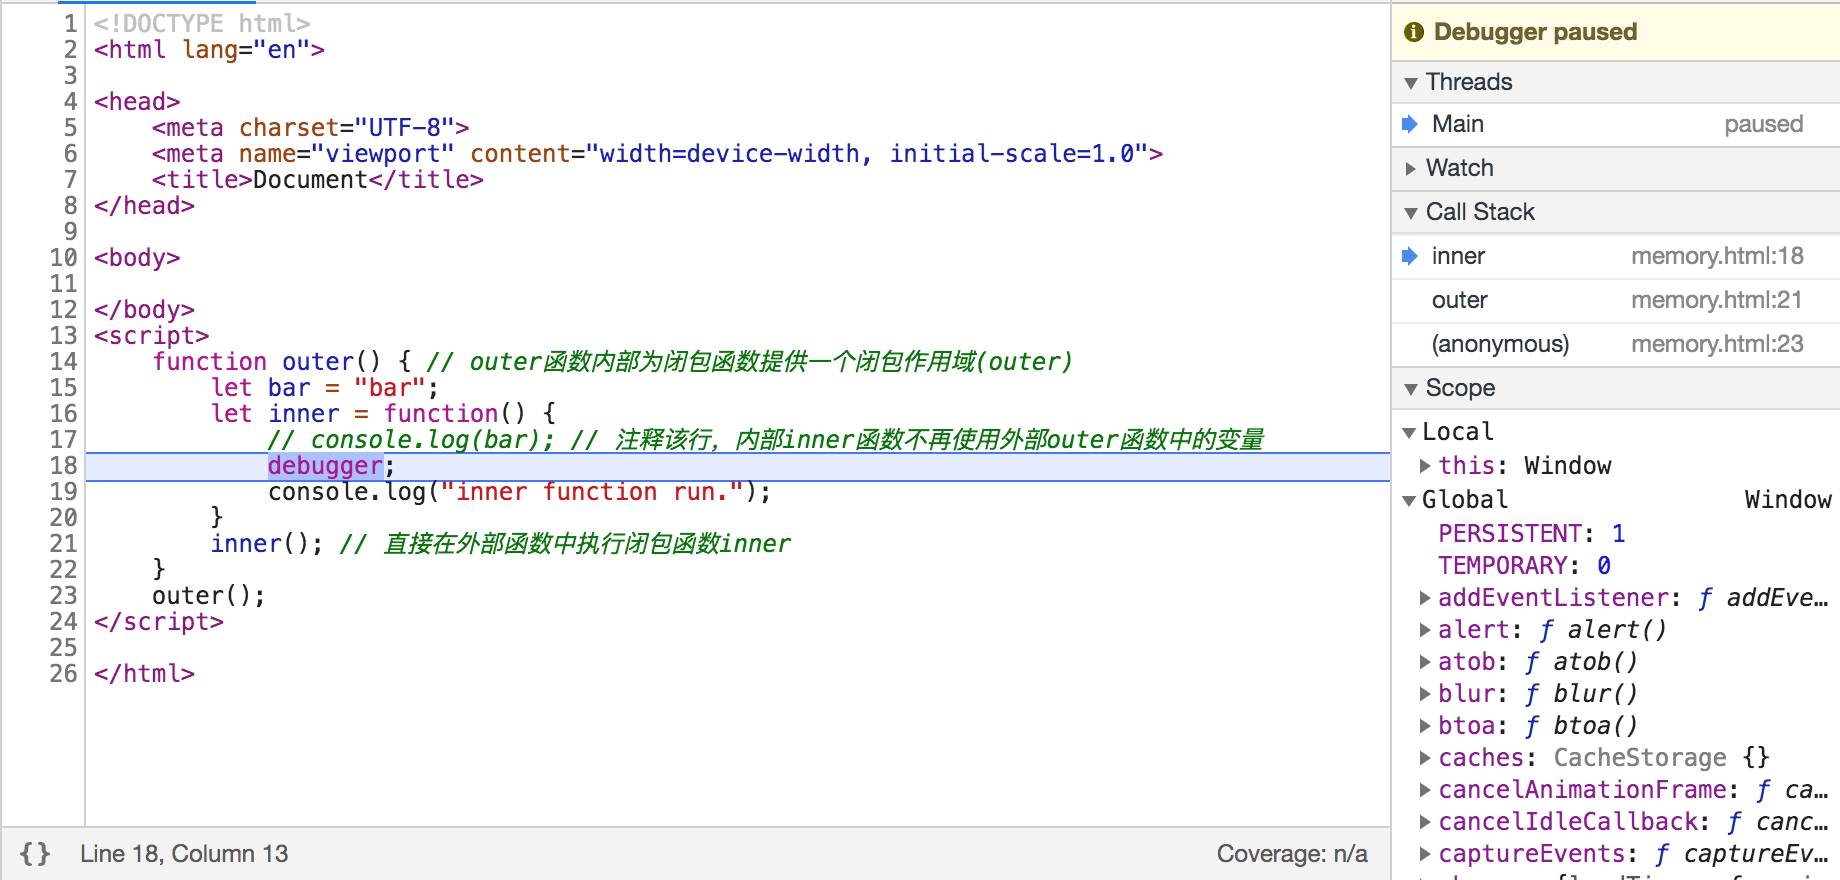 1 <!DOCTYPE html>
2 <html lang="en">
3
4 <head>
5 <meta charset="UTF-8">
6 <meta name="viewport" content="width=device-width, initial-scale=1.0">
7 <title>Document</title>
8 </head>
9
10 <body>
11
12 </body>
13 <script>
14 function outer() { // outer函数内部为闭包函数提供一个闭包作用域(outer)
15 let bar = "bar";
16 let inner = function() {
17 // console.log(bar); // 注释该行，内部inner函数不再使用外部outer函数中的变量
18 debugger;
19 console.log("inner function run.");
20 }
21 inner(); // 直接在外部函数中执行闭包函数inner
22 }
23 outer();
24 </script>
25
26 </html>
{} Line 18, Column 13 Coverage: n/a
Debugger paused
Threads
Main paused
Watch
Call Stack
inner memory.html:18
outer memory.html:21
(anonymous) memory.html:23
Scope
Local
this: Window
Global Window
PERSISTENT: 1
TEMPORARY: 0
addEventListener: ƒ addEve…
alert: ƒ alert()
atob: ƒ atob()
blur: ƒ blur()
btoa: ƒ btoa()
caches: CacheStorage {}
cancelAnimationFrame: ƒ ca…
cancelIdleCallback: ƒ canc…
captureEvents: ƒ captureEv…